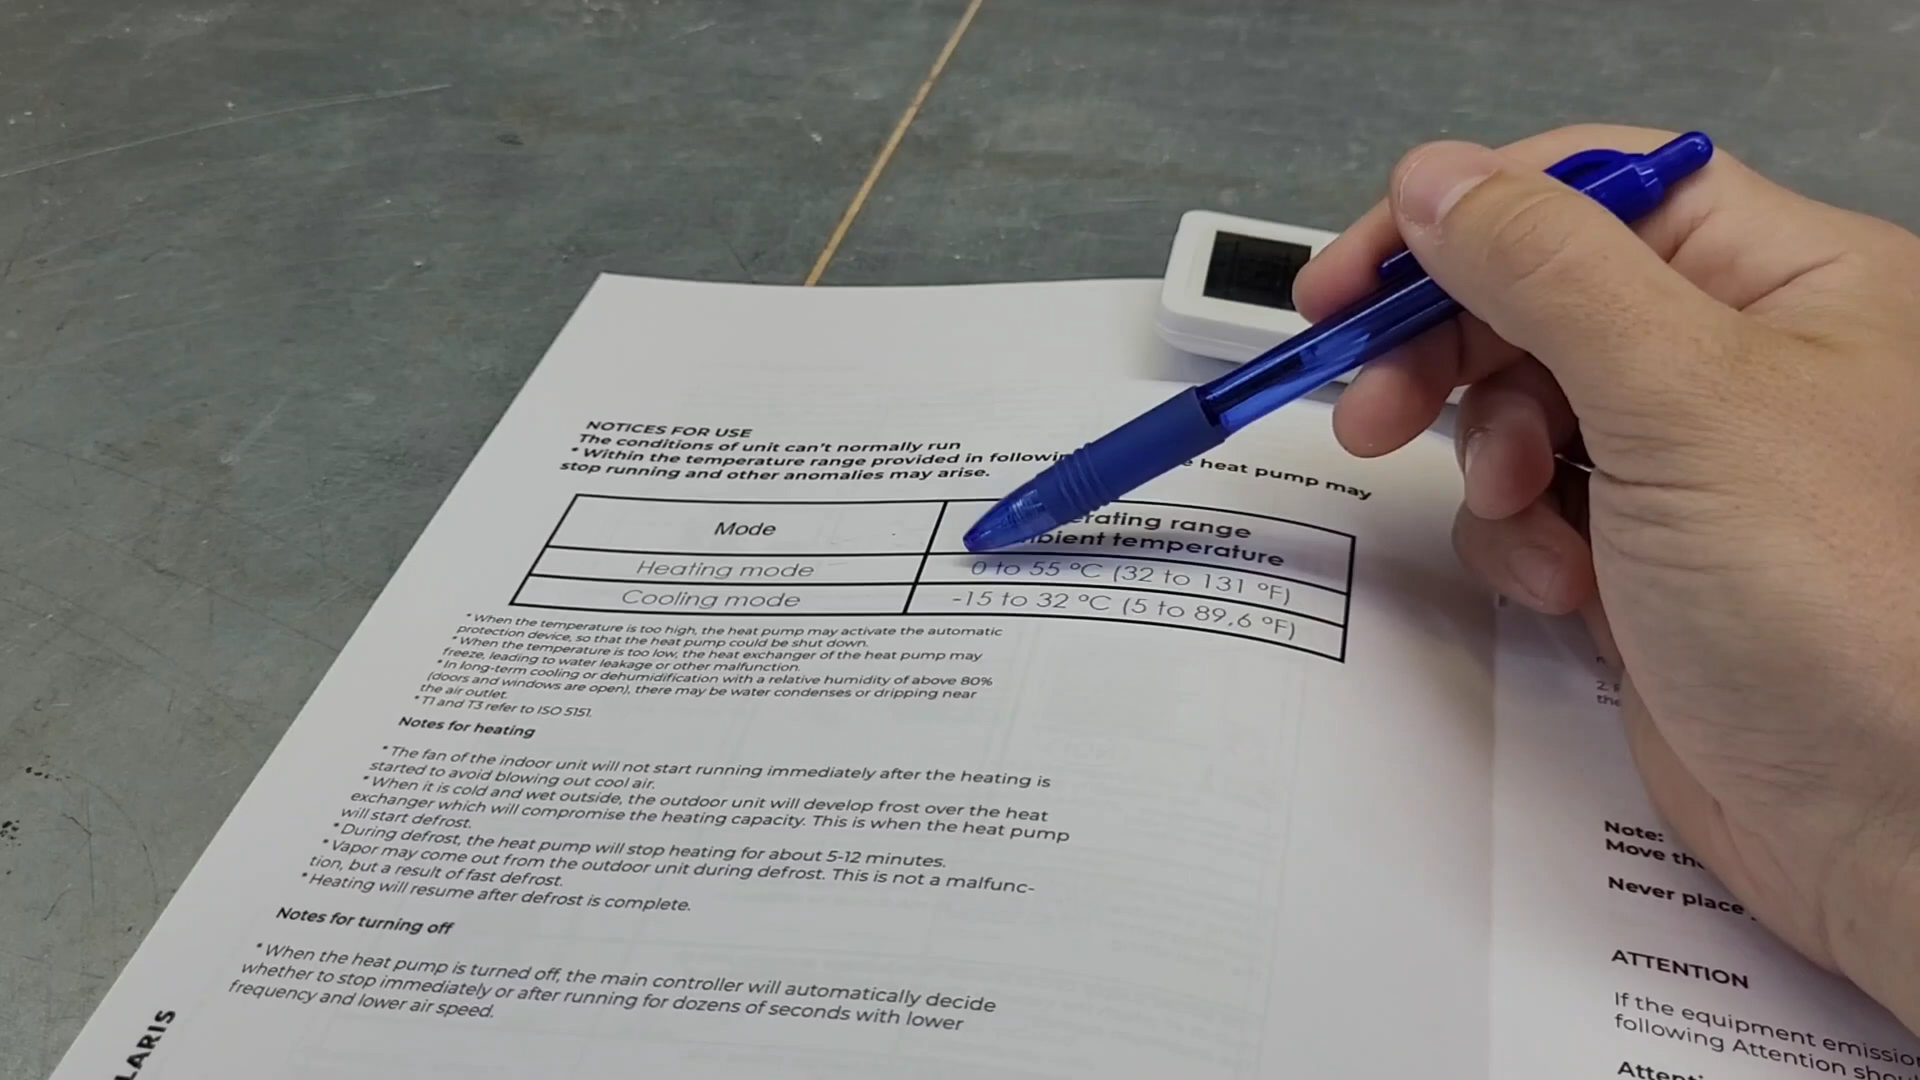 NOTICES FOR USE
The conditions of unit can't normally run
* Within the temperature range provided in heat pump may
stop running and other anomalies may arise.
Mode
range
temperature
Heating mode
0 to 55 ºC (32 to 131 ºF)
Cooling mode
-15 to 32 ºC (5 to 89,6 ºF)
* When the temperature is too high, the heat pump may activate the automatic
protection device, so that the heat pump could be shut down.
* When the temperature is too low, the heat exchanger of the heat pump may
freeze, leading to water leakage or other malfunction.
* In long-term cooling or dehumidification with a relative humidity of above 80%
(doors and windows are open), there may be water condenses or dripping near
the air outlet.
* T1 and T3 refer to ISO 5151.
Notes for heating
* The fan of the indoor unit will not start running immediately after the heating is
started to avoid blowing out cool air.
* When it is cold and wet outside, the outdoor unit will develop frost over the heat
exchanger which will compromise the heating capacity. This is when the heat pump
will start defrost.
* During defrost, the heat pump will stop heating for about 5-12 minutes.
* Vapor may come out from the outdoor unit during defrost. This is not a malfunc-
tion, but a result of fast defrost.
* Heating will resume after defrost is complete.
Notes for turning off
* When the heat pump is turned off, the main controller will automatically decide
whether to stop immediately or after running for dozens of seconds with lower
frequency and lower air speed.
LARIS
2.
Note:
Move
Never place
ATTENTION
If the equipment
following Attention